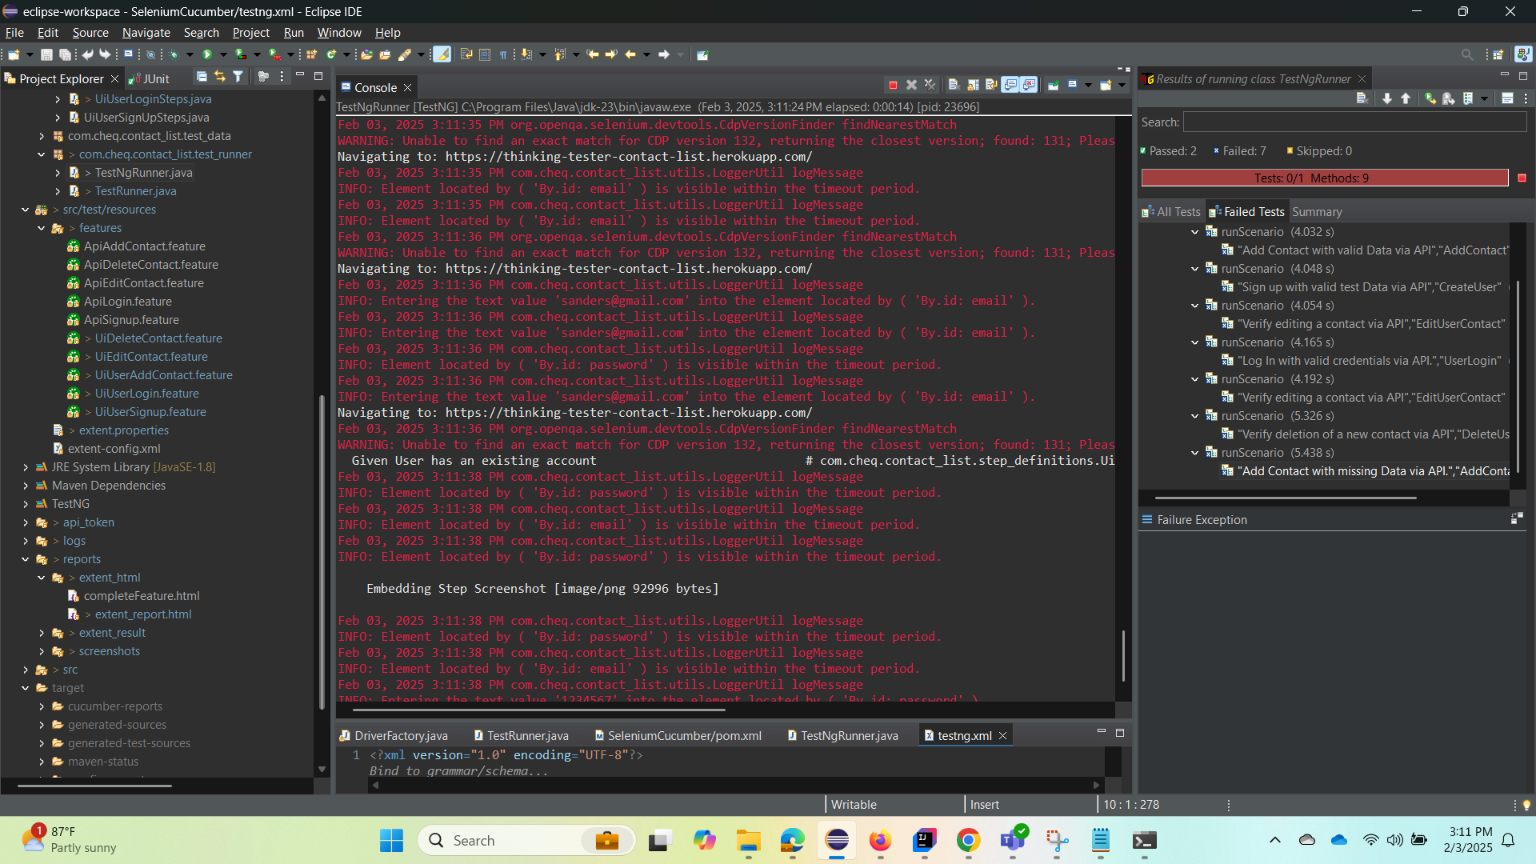 eclipse-workspace - SeleniumCucumber/testng.xml - Eclipse IDE
File Edit Source Navigate Search Project Run Window Help
Project Explorer
JUnit
UiUserLoginSteps.java
UiUserSignUpSteps.java
com.cheq.contact_list.test_data
> com.cheq.contact_list.test_runner
> TestNgRunner.java
> TestRunner.java
> src/test/resources
> features
ApiAddContact.feature
ApiDeleteContact.feature
ApiEditContact.feature
ApiLogin.feature
ApiSignup.feature
> UiDeleteContact.feature
> UiEditContact.feature
> UiUserAddContact.feature
> UiUserLogin.feature
> UiUserSignup.feature
> extent.properties
extent-config.xml
JRE System Library [JavaSE-1.8]
Maven Dependencies
TestNG
> api_token
> logs
> reports
> extent_html
completeFeature.html
> extent_report.html
> extent_result
> screenshots
> src
target
cucumber-reports
generated-sources
generated-test-sources
maven-status
Console
TestNgRunner [TestNG] C:\Program Files\Java\jdk-23\bin\javaw.exe (Feb 3, 2025, 3:11:24 PM elapsed: 0:00:14) [pid: 23696]
Feb 03, 2025 3:11:35 PM org.openqa.selenium.devtools.CdpVersionFinder findNearestMatch
WARNING: Unable to find an exact match for CDP version 132, returning the closest version; found: 131; Pleas
Navigating to: https://thinking-tester-contact-list.herokuapp.com/
Feb 03, 2025 3:11:35 PM com.cheq.contact_list.utils.LoggerUtil logMessage
INFO: Element located by ( 'By.id: email' ) is visible within the timeout period.
Feb 03, 2025 3:11:35 PM com.cheq.contact_list.utils.LoggerUtil logMessage
INFO: Element located by ( 'By.id: email' ) is visible within the timeout period.
Feb 03, 2025 3:11:36 PM org.openqa.selenium.devtools.CdpVersionFinder findNearestMatch
WARNING: Unable to find an exact match for CDP version 132, returning the closest version; found: 131; Pleas
Navigating to: https://thinking-tester-contact-list.herokuapp.com/
Feb 03, 2025 3:11:36 PM com.cheq.contact_list.utils.LoggerUtil logMessage
INFO: Entering the text value 'sanders@gmail.com' into the element located by ( 'By.id: email' ).
Feb 03, 2025 3:11:36 PM com.cheq.contact_list.utils.LoggerUtil logMessage
INFO: Entering the text value 'sanders@gmail.com' into the element located by ( 'By.id: email' ).
Feb 03, 2025 3:11:36 PM com.cheq.contact_list.utils.LoggerUtil logMessage
INFO: Element located by ( 'By.id: password' ) is visible within the timeout period.
Feb 03, 2025 3:11:36 PM com.cheq.contact_list.utils.LoggerUtil logMessage
INFO: Entering the text value 'sanders@gmail.com' into the element located by ( 'By.id: email' ).
Navigating to: https://thinking-tester-contact-list.herokuapp.com/
Feb 03, 2025 3:11:36 PM org.openqa.selenium.devtools.CdpVersionFinder findNearestMatch
WARNING: Unable to find an exact match for CDP version 132, returning the closest version; found: 131; Pleas
Given User has an existing account # com.cheq.contact_list.step_definitions.Ui
Feb 03, 2025 3:11:38 PM com.cheq.contact_list.utils.LoggerUtil logMessage
INFO: Element located by ( 'By.id: password' ) is visible within the timeout period.
Feb 03, 2025 3:11:38 PM com.cheq.contact_list.utils.LoggerUtil logMessage
INFO: Element located by ( 'By.id: email' ) is visible within the timeout period.
Feb 03, 2025 3:11:38 PM com.cheq.contact_list.utils.LoggerUtil logMessage
INFO: Element located by ( 'By.id: password' ) is visible within the timeout period.
Embedding Step Screenshot [image/png 92996 bytes]
Feb 03, 2025 3:11:38 PM com.cheq.contact_list.utils.LoggerUtil logMessage
INFO: Element located by ( 'By.id: password' ) is visible within the timeout period.
Feb 03, 2025 3:11:38 PM com.cheq.contact_list.utils.LoggerUtil logMessage
INFO: Element located by ( 'By.id: email' ) is visible within the timeout period.
Feb 03, 2025 3:11:38 PM com.cheq.contact_list.utils.LoggerUtil logMessage
INFO: Entering the text value '1234567' into the element located by ( 'By.id: password' )
DriverFactory.java
TestRunner.java
SeleniumCucumber/pom.xml
TestNgRunner.java
testng.xml
1 <?xml version="1.0" encoding="UTF-8"?>
Bind to grammar/schema...
Results of running class TestNgRunner
Search:
Passed: 2 Failed: 7 Skipped: 0
Tests: 0/1 Methods: 9
All Tests Failed Tests Summary
runScenario (4.032 s)
"Add Contact with valid Data via API","AddContact"
runScenario (4.048 s)
"Sign up with valid test Data via API","CreateUser"
runScenario (4.054 s)
"Verify editing a contact via API","EditUserContact"
runScenario (4.165 s)
"Log In with valid credentials via API.","UserLogin"
runScenario (4.192 s)
"Verify editing a contact via API","EditUserContact"
runScenario (5.326 s)
"Verify deletion of a new contact via API","DeleteUs
runScenario (5.438 s)
"Add Contact with missing Data via API.","AddConta
Failure Exception
Writable
Insert
10 : 1 : 278
1
87°F
Partly sunny
Search
3:11 PM
2/3/2025